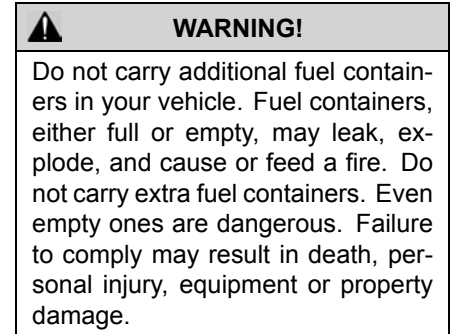 WARNING!
Do not carry additional fuel contain-
ers in your vehicle. Fuel containers,
either full or empty, may leak, ex-
plode, and cause or feed a fire. Do
not carry extra fuel containers. Even
empty ones are dangerous. Failure
to comply may result in death, per-
sonal injury, equipment or property
damage.